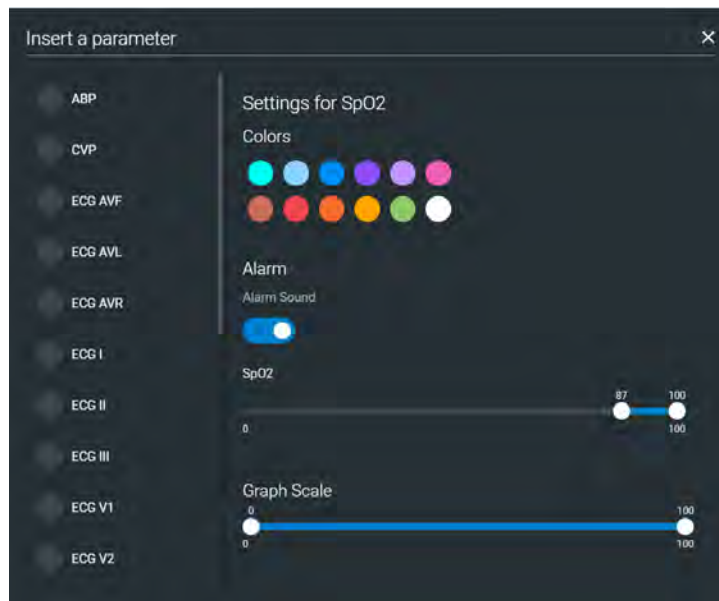 Insert a parameter ×
ABP
CVP
ECG AVF
ECG AVL
ECG AVR
ECG I
ECG II
ECG III
ECG V1
ECG V2
Settings for SpO2
Colors
Alarm
Alarm Sound
SpO2
87 100
0 100
Graph Scale
0 100
0 100